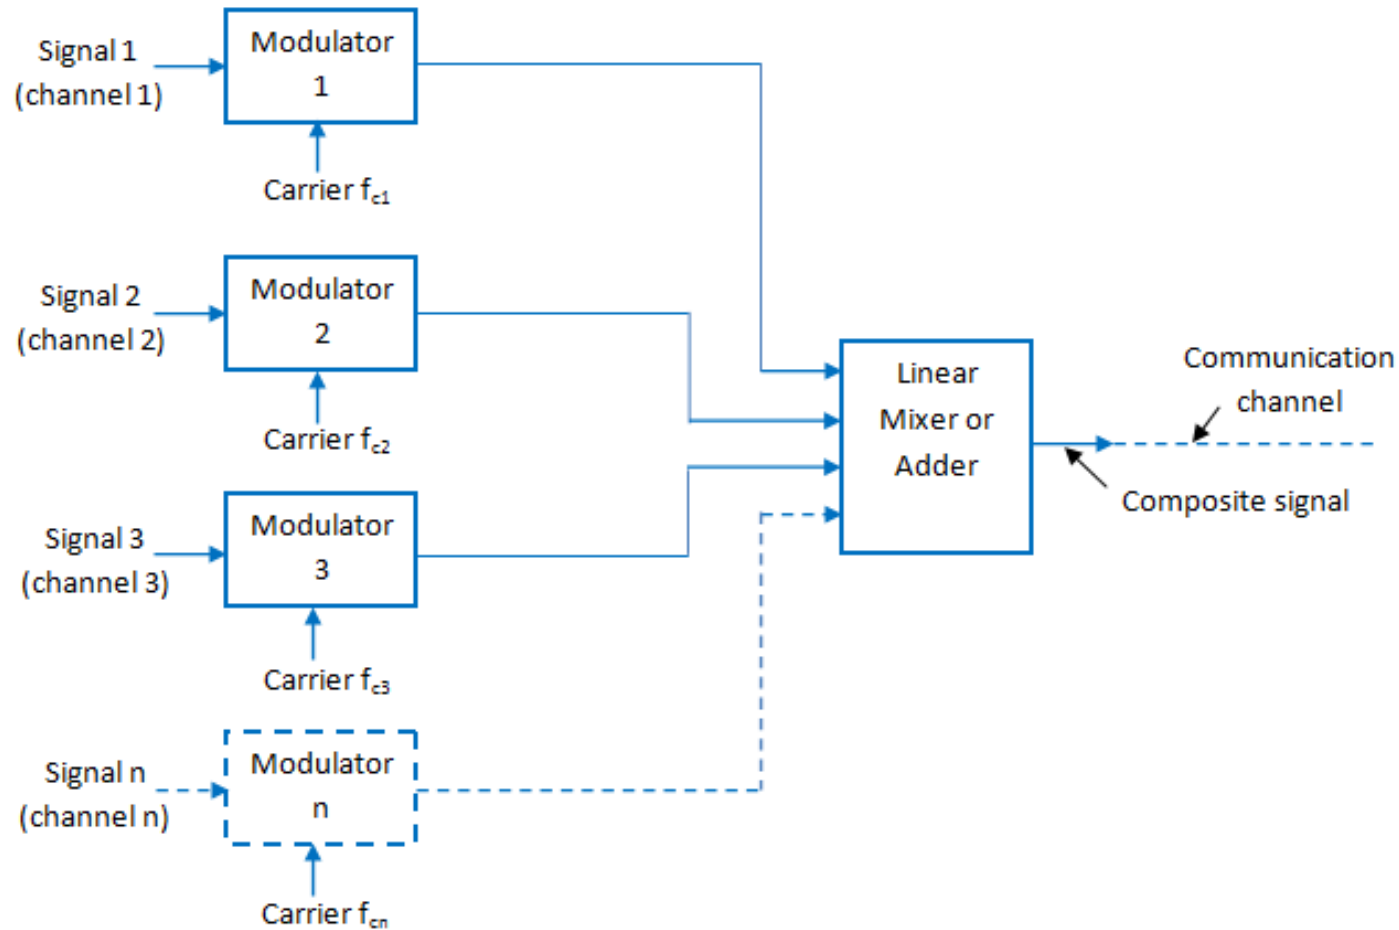 Signal 1
(channel 1)
Modulator
1
Carrier fc1
Signal 2
(channel 2)
Modulator
2
Carrier fc2
Signal 3
(channel 3)
Modulator
3
Carrier fc3
Signal n
(channel n)
Modulator
n
Carrier fcn
Linear
Mixer or
Adder
Communication
channel
Composite signal